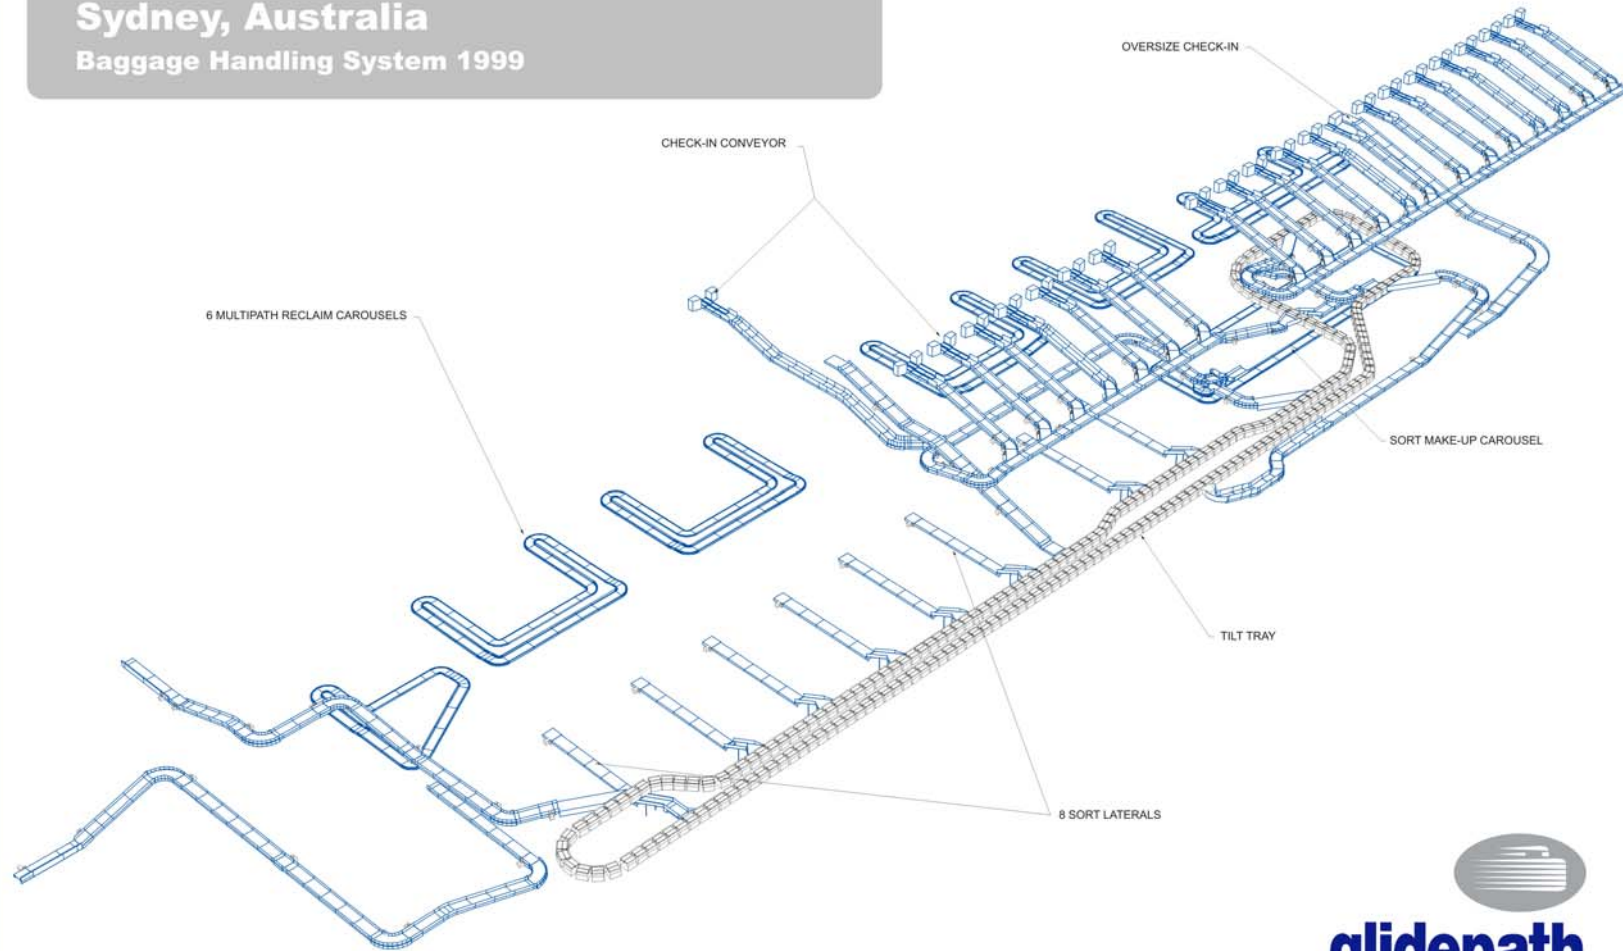 Sydney, Australia
Baggage Handling System 1999
OVERSIZE CHECK-IN
CHECK-IN CONVEYOR
6 MULTIPATH RECLAIM CAROUSELS
SORT MAKE-UP CAROUSEL
TILT TRAY
8 SORT LATERALS
glidepath